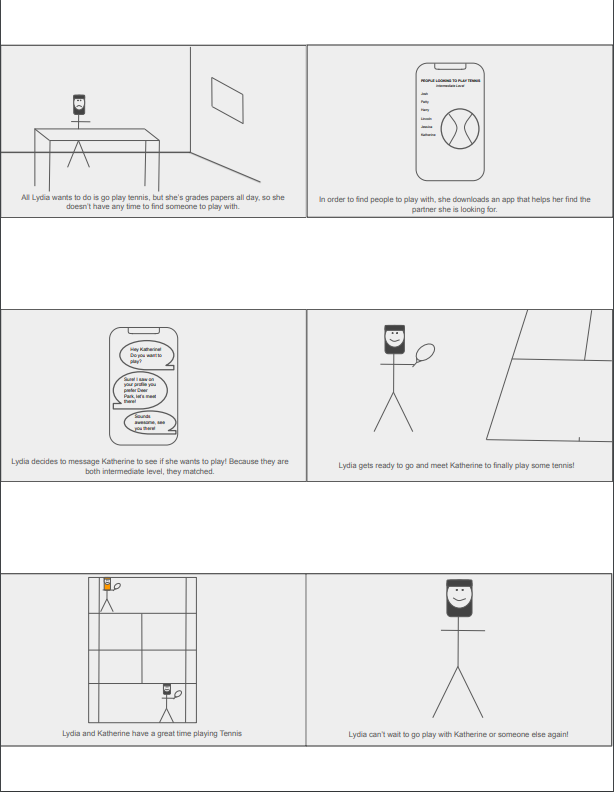 All Lydia wants to do is go play tennis, but she's grades papers all day, so she
doesn't have any time to find someone to play with.
PEOPLE LOOKING TO PLAY TENNIS
Intermediate Level
Patty
Harry
Lincoln
Jeanne
Katherine
In order to find people to play with, she downloads an app that helps her find the
partner she is looking for.
Hey Katherine!
Do you want to
play?
Sure! I saw on
your profile you
prefer Deer
Park, let's meet
there!
Sounds
awesome, see
you there!
Lydia decides to message Katherine to see if she wants to play! Because they are
both intermediate level, they matched.
Lydia gets ready to go and meet Katherine to finally play some tennis!
Lydia and Katherine have a great time playing Tennis
Lydia can't wait to go play with Katherine or someone else again!